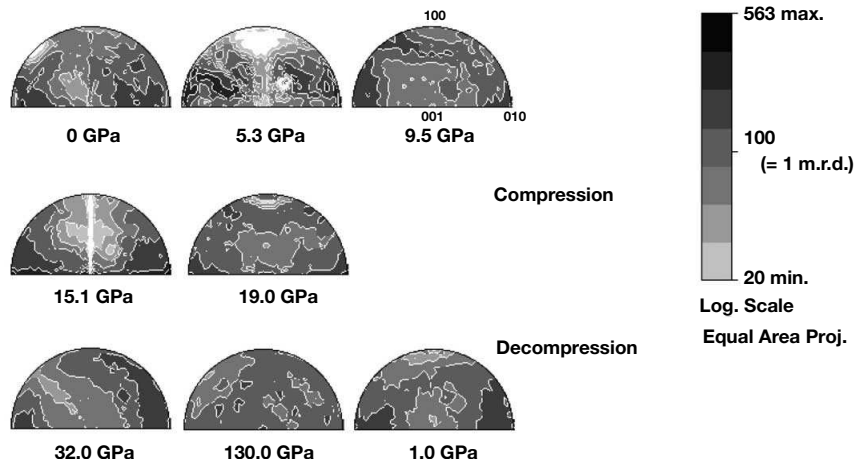 100
0 GPa
5.3 GPa
9.5 GPa
001
010
Compression
15.1 GPa
19.0 GPa
Decompression
32.0 GPa
130.0 GPa
1.0 GPa
563 max.
100
(= 1 m.r.d.)
20 min.
Log. Scale
Equal Area Proj.